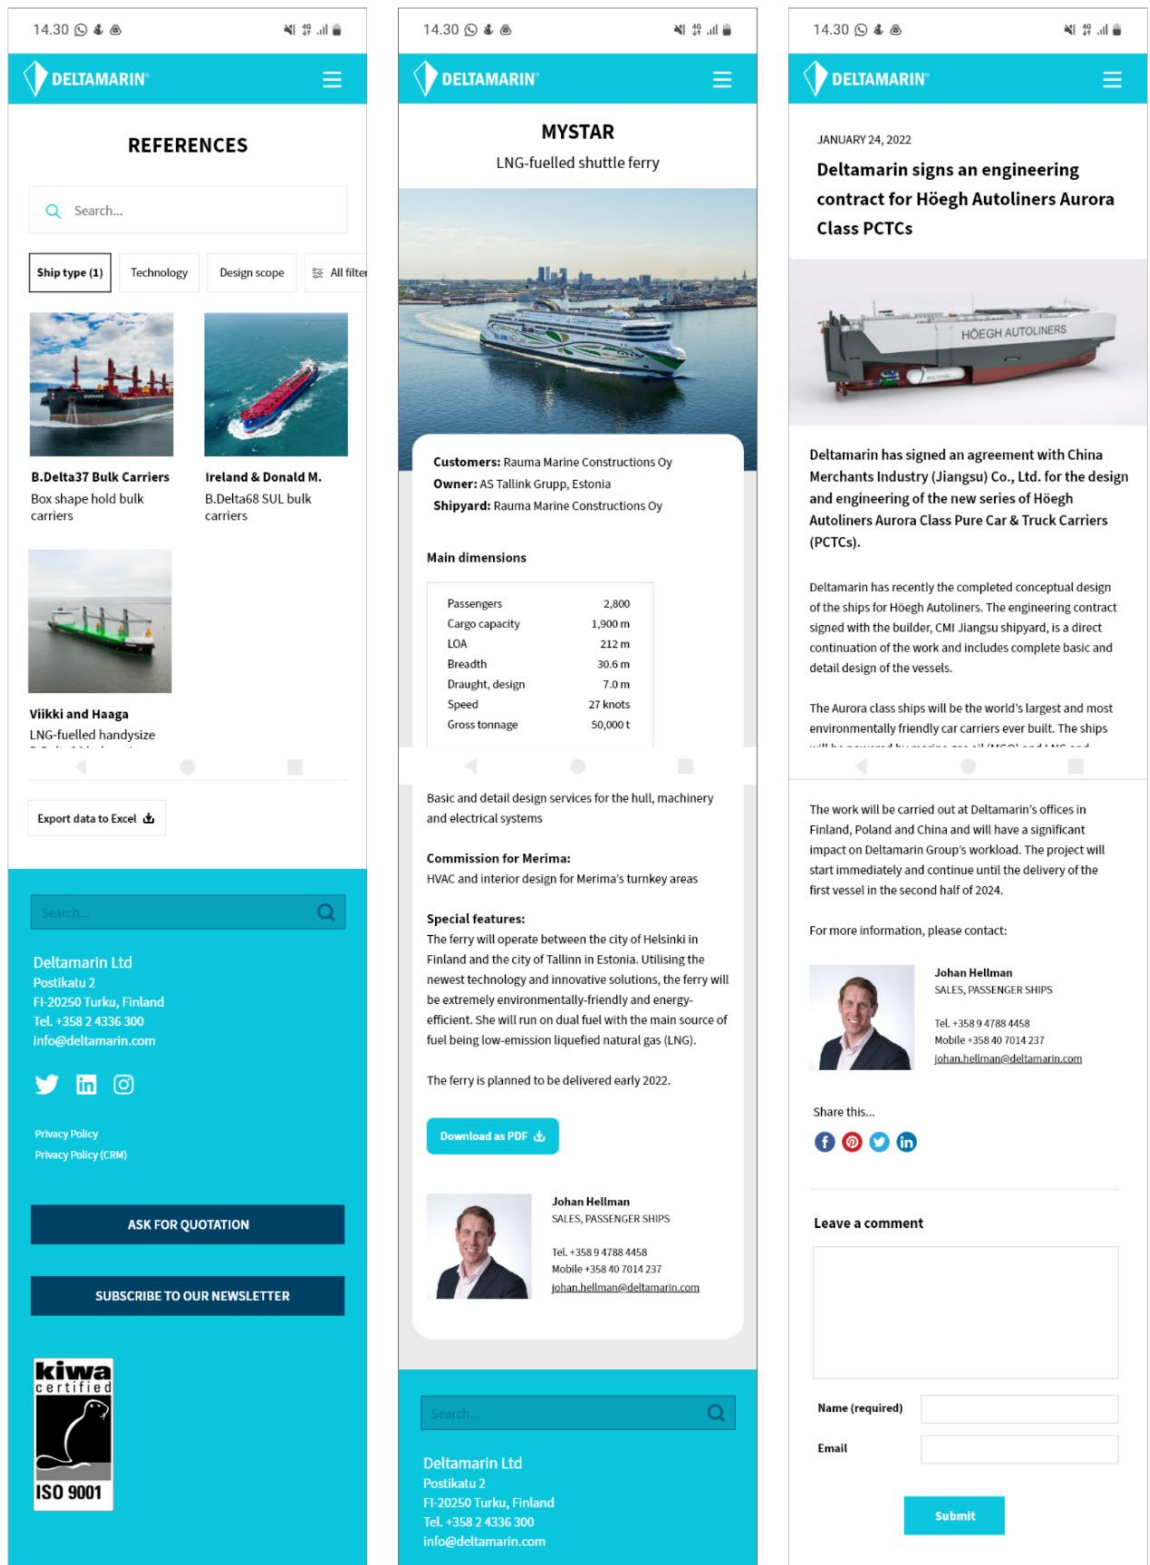 14.30
4G
DELTAMARIN
REFERENCES
Search...
Ship type (1)
Technology
Design scope
All filter
B.Delta37 Bulk Carriers
Box shape hold bulk
carriers
Ireland & Donald M.
B.Delta68 SUL bulk
carriers
Viikki and Haaga
LNG-fuelled handysize
Export data to Excel
Search...
Deltamarin Ltd
Postikatu 2
FI-20250 Turku, Finland
Tel. +358 2 4336 300
info@deltamarin.com
Privacy Policy
Privacy Policy (CRM)
ASK FOR QUOTATION
SUBSCRIBE TO OUR NEWSLETTER
kiwa
certified
ISO 9001
14.30
4G
DELTAMARIN
MYSTAR
LNG-fuelled shuttle ferry
Customers: Rauma Marine Constructions Oy
Owner: AS Tallink Grupp, Estonia
Shipyard: Rauma Marine Constructions Oy
Main dimensions
Passengers 2,800
Cargo capacity 1,900 m
LOA 212 m
Breadth 30.6 m
Draught, design 7.0 m
Speed 27 knots
Gross tonnage 50,000 t
Basic and detail design services for the hull, machinery
and electrical systems
Commission for Merima:
HVAC and interior design for Merima's turnkey areas
Special features:
The ferry will operate between the city of Helsinki in
Finland and the city of Tallinn in Estonia. Utilising the
newest technology and innovative solutions, the ferry will
be extremely environmentally-friendly and energy-
efficient. She will run on dual fuel with the main source of
fuel being low-emission liquefied natural gas (LNG).
The ferry is planned to be delivered early 2022.
Download as PDF
Johan Hellman
SALES, PASSENGER SHIPS
Tel. +358 9 4788 4458
Mobile +358 40 7014 237
johan.hellman@deltamarin.com
Search...
Deltamarin Ltd
Postikatu 2
FI-20250 Turku, Finland
Tel. +358 2 4336 300
info@deltamarin.com
14.30
4G
DELTAMARIN
JANUARY 24, 2022
Deltamarin signs an engineering
contract for Höegh Autoliners Aurora
Class PCTCs
HÖEGH AUTOLINERS
Deltamarin has signed an agreement with China
Merchants Industry (Jiangsu) Co., Ltd. for the design
and engineering of the new series of Höegh
Autoliners Aurora Class Pure Car & Truck Carriers
(PCTCs).
Deltamarin has recently the completed conceptual design
of the ships for Höegh Autoliners. The engineering contract
signed with the builder, CMI Jiangsu shipyard, is a direct
continuation of the work and includes complete basic and
detail design of the vessels.
The Aurora class ships will be the world's largest and most
environmentally friendly car carriers ever built. The ships
will be powered by marine gas oil (MGO) and LNG and
The work will be carried out at Deltamarin's offices in
Finland, Poland and China and will have a significant
impact on Deltamarin Group's workload. The project will
start immediately and continue until the delivery of the
first vessel in the second half of 2024.
For more information, please contact:
Johan Hellman
SALES, PASSENGER SHIPS
Tel. +358 9 4788 4458
Mobile +358 40 7014 237
johan.hellman@deltamarin.com
Share this...
Leave a comment
Name (required)
Email
Submit